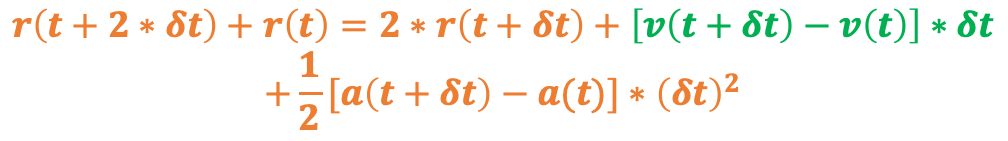 r(t + 2 * δt) + r(t) = 2 * r(t + δt) + [v(t + δt) − v(t)] * δt
+ 1/2 [a(t + δt) − a(t)] * (δt)²